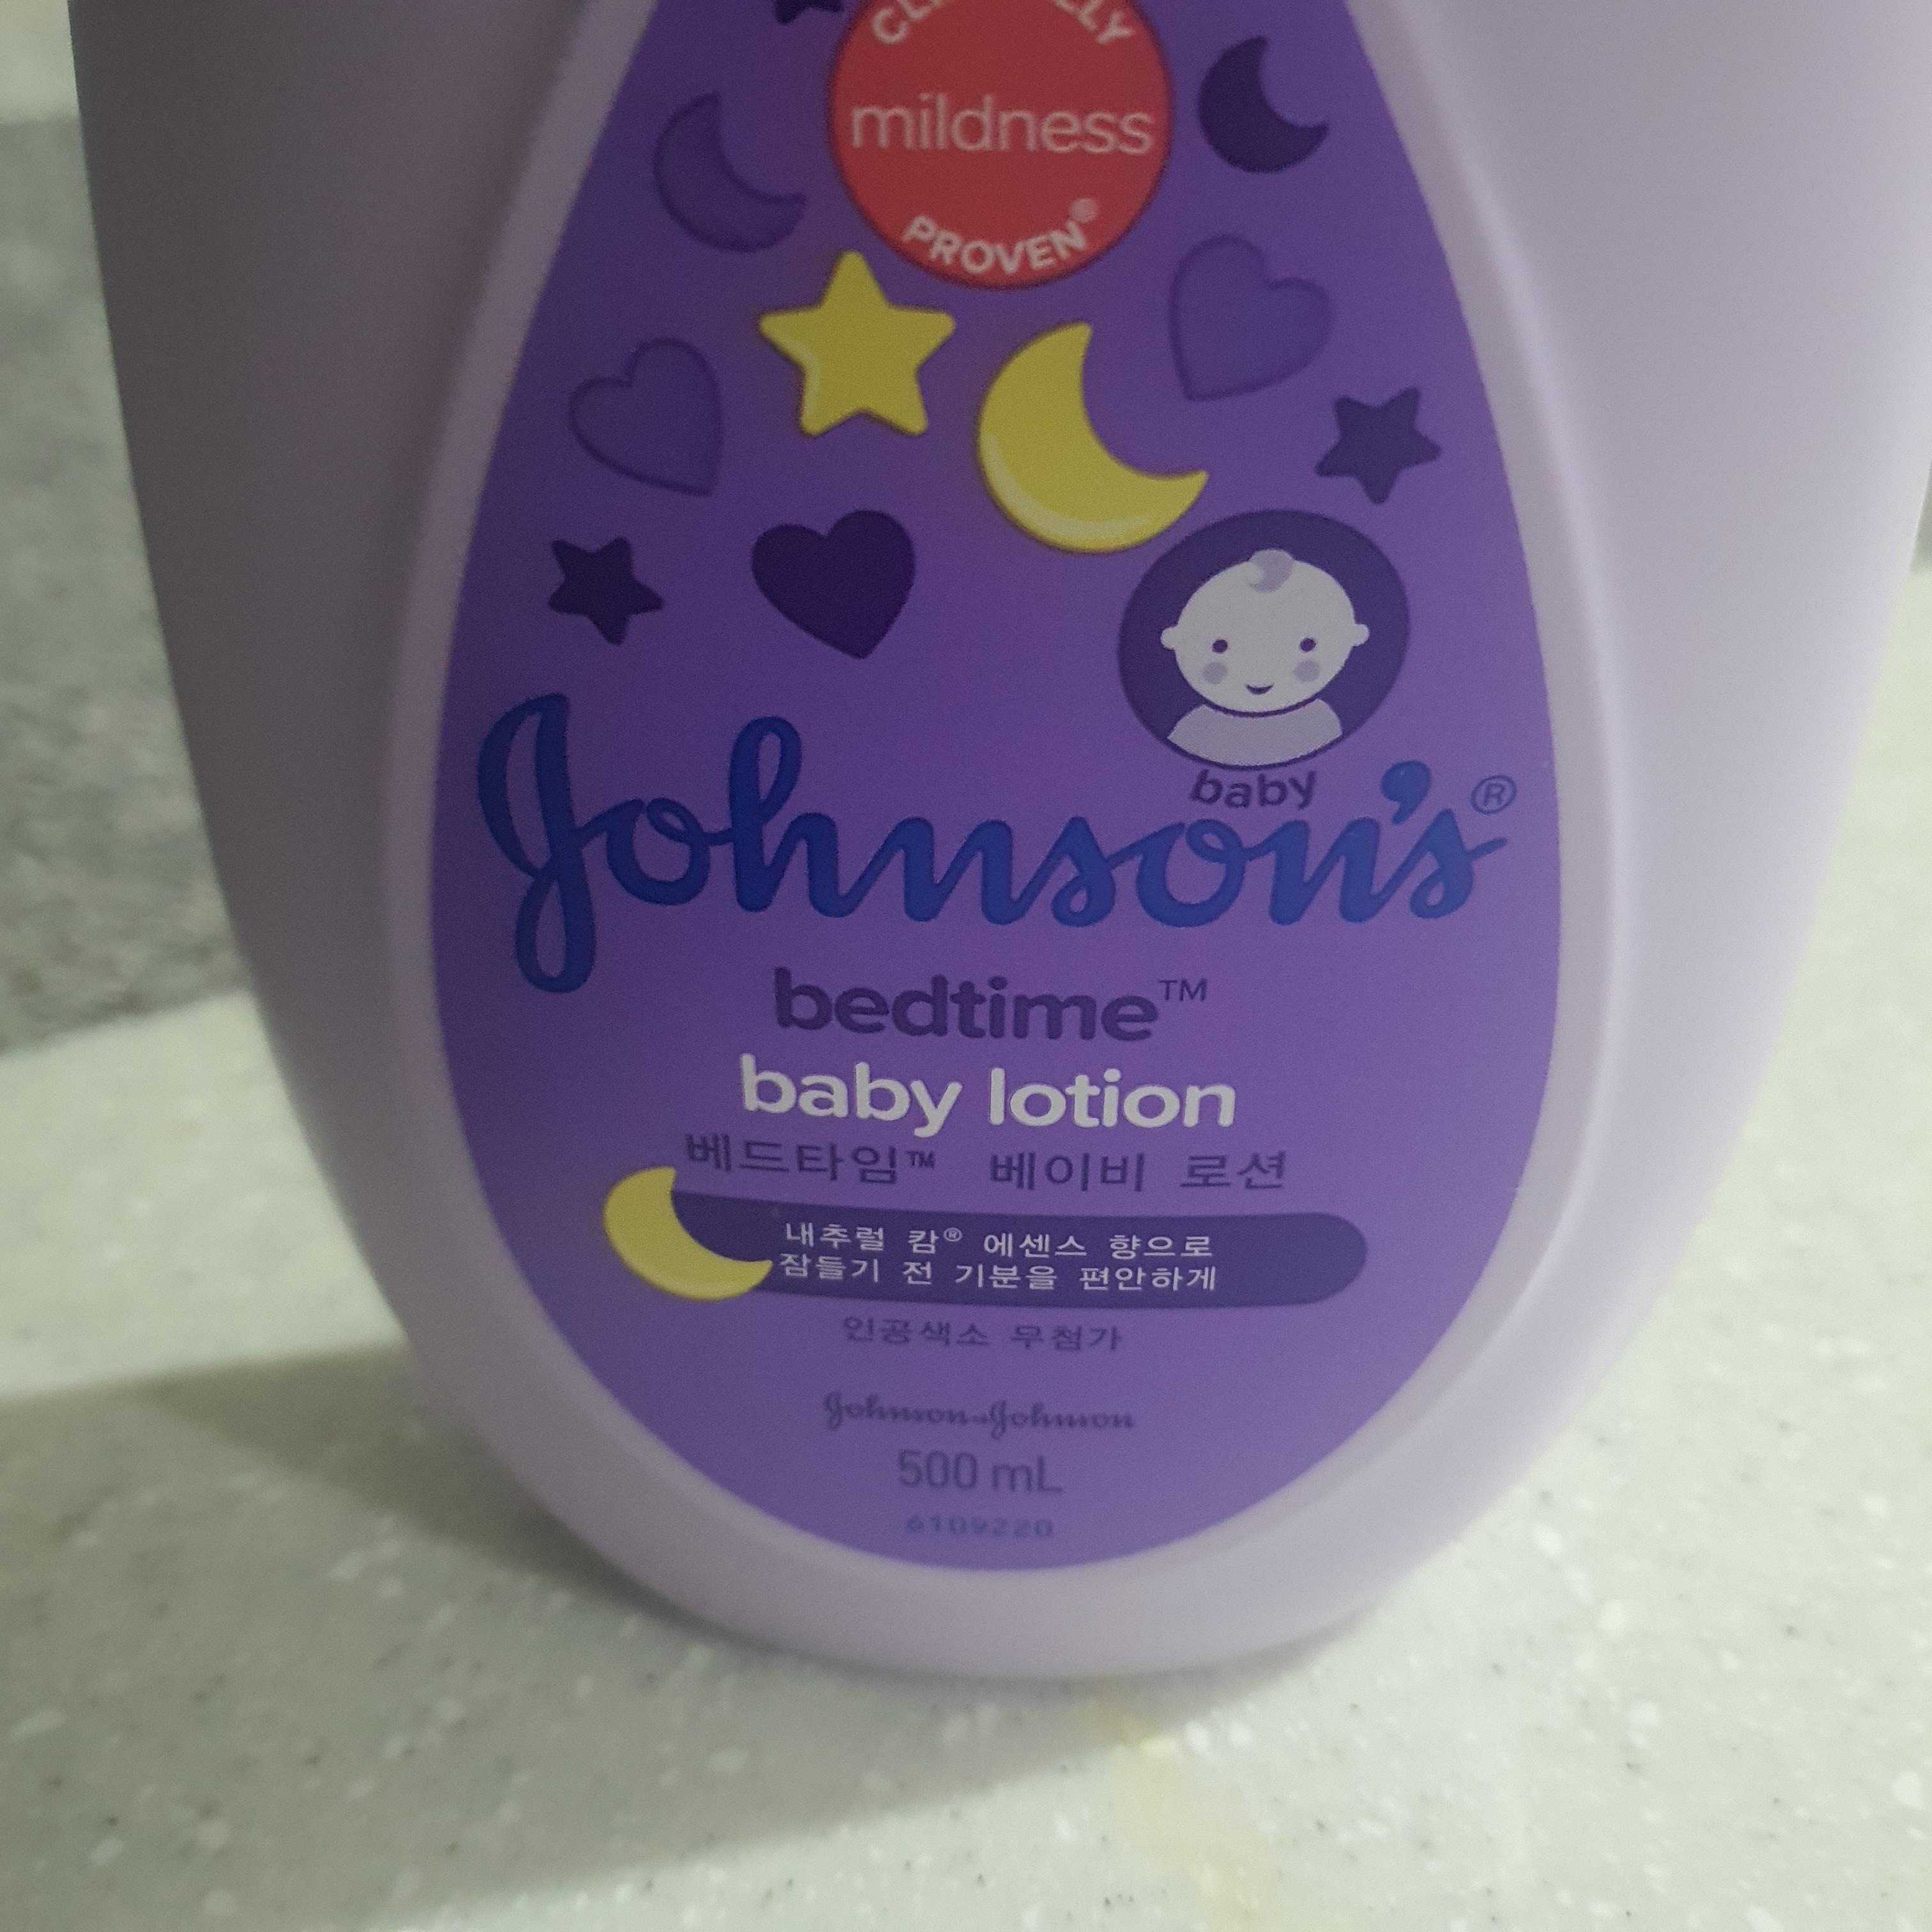 CLINICALLY
mildness
PROVEN®
baby
Johnson's®
bedtime™
baby lotion
베드타임™ 베이비 로션
내추럴 캄® 에센스 향으로
잠들기 전 기분을 편안하게
인공색소 무첨가
Johnson+Johnson
500 mL
6109220